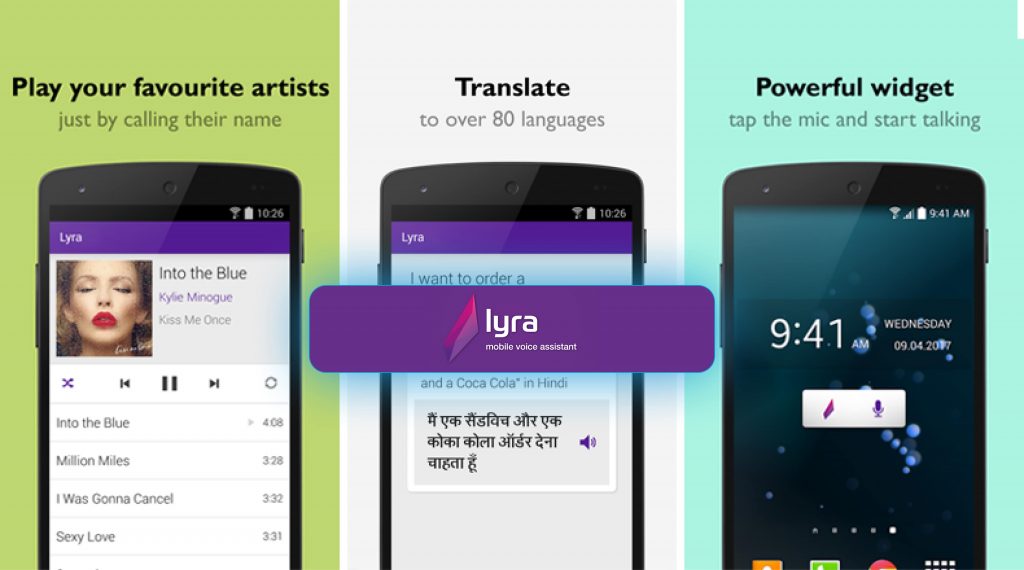 Play your favourite artists
just by calling their name
10:26
Lyra
Into the Blue
Kylie Minogue
Kiss Me Once
Into the Blue 4:08
Million Miles 3:28
I Was Gonna Cancel 3:32
Sexy Love 3:31
Translate
to over 80 languages
10:26
Lyra
I want to order a
lyra
mobile voice assistant
and a Coca Cola" in Hindi
मैं एक सैंडविच और एक
कोका कोला ऑर्डर देना
चाहता हूँ
Powerful widget
tap the mic and start talking
9:41 AM
9:41 AM
WEDNESDAY
09.04.2017